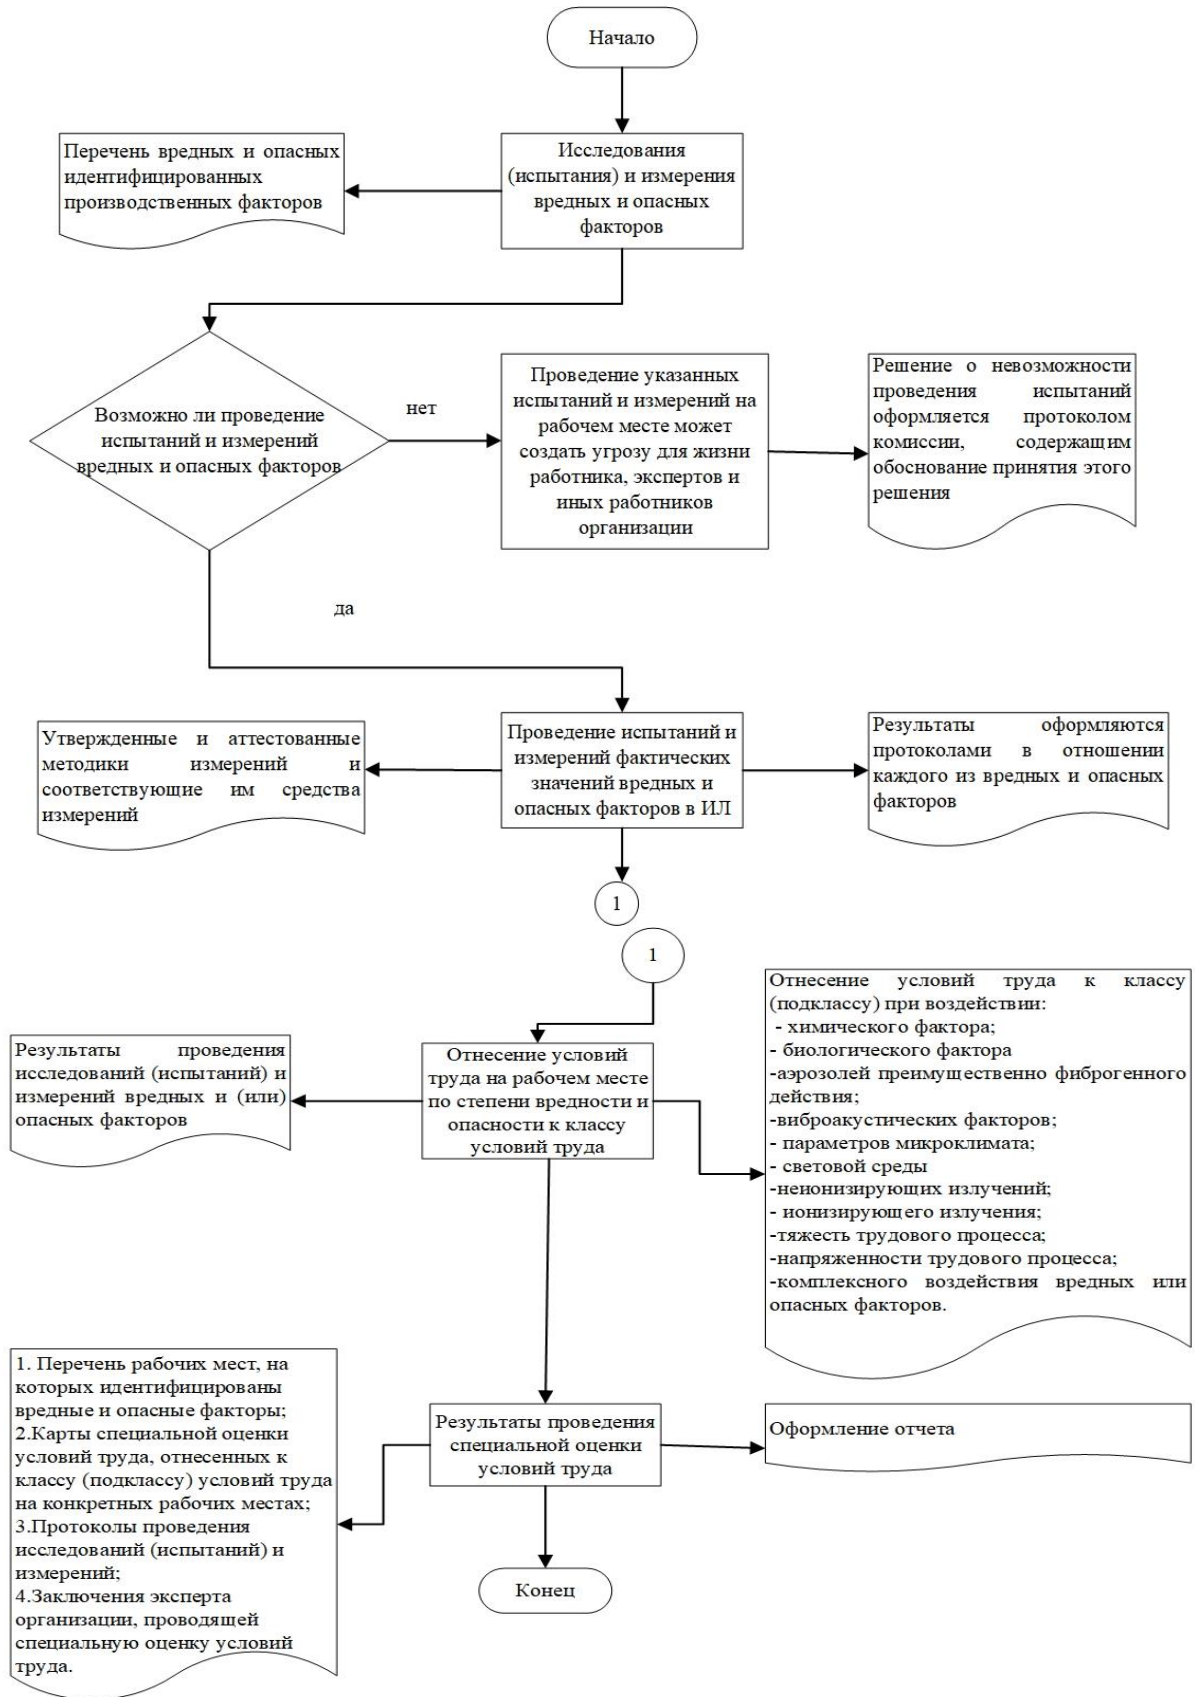 Начало
Перечень вредных и опасных
идентифицированных
производственных факторов
Исследования
(испытания) и измерения
вредных и опасных
факторов
Возможно ли проведение
испытаний и измерений
вредных и опасных факторов
нет
Проведение указанных
испытаний и измерений на
рабочем месте может
создать угрозу для жизни
работника, экспертов и
иных работников
организации
Решение о невозможности
проведения испытаний
оформляется протоколом
комиссии, содержащим
обоснование принятия этого
решения
да
Утвержденные и аттестованные
методики измерений и
соответствующие им средства
измерений
Проведение испытаний и
измерений фактических
значений вредных и
опасных факторов в ИЛ
Результаты оформляются
протоколами в отношении
каждого из вредных и опасных
факторов
1
1
Результаты проведения
исследований (испытаний) и
измерений вредных и (или)
опасных факторов
Отнесение условий
труда на рабочем месте
по степени вредности и
опасности к классу
условий труда
Отнесение условий труда к классу
(подклассу) при воздействии:
- химического фактора;
- биологического фактора
-аэрозолей преимущественно фиброгенного
действия;
-виброакустических факторов;
- параметров микроклимата;
- световой среды
-неионизирующих излучений;
- ионизирующего излучения;
-тяжесть трудового процесса;
-напряженности трудового процесса;
-комплексного воздействия вредных или
опасных факторов.
1. Перечень рабочих мест, на
которых идентифицированы
вредные и опасные факторы;
2.Карты специальной оценки
условий труда, отнесенных к
классу (подклассу) условий труда
на конкретных рабочих местах;
3.Протоколы проведения
исследований (испытаний) и
измерений;
4.Заключения эксперта
организации, проводящей
специальную оценку условий
труда.
Результаты проведения
специальной оценки
условий труда
Оформление отчета
Конец